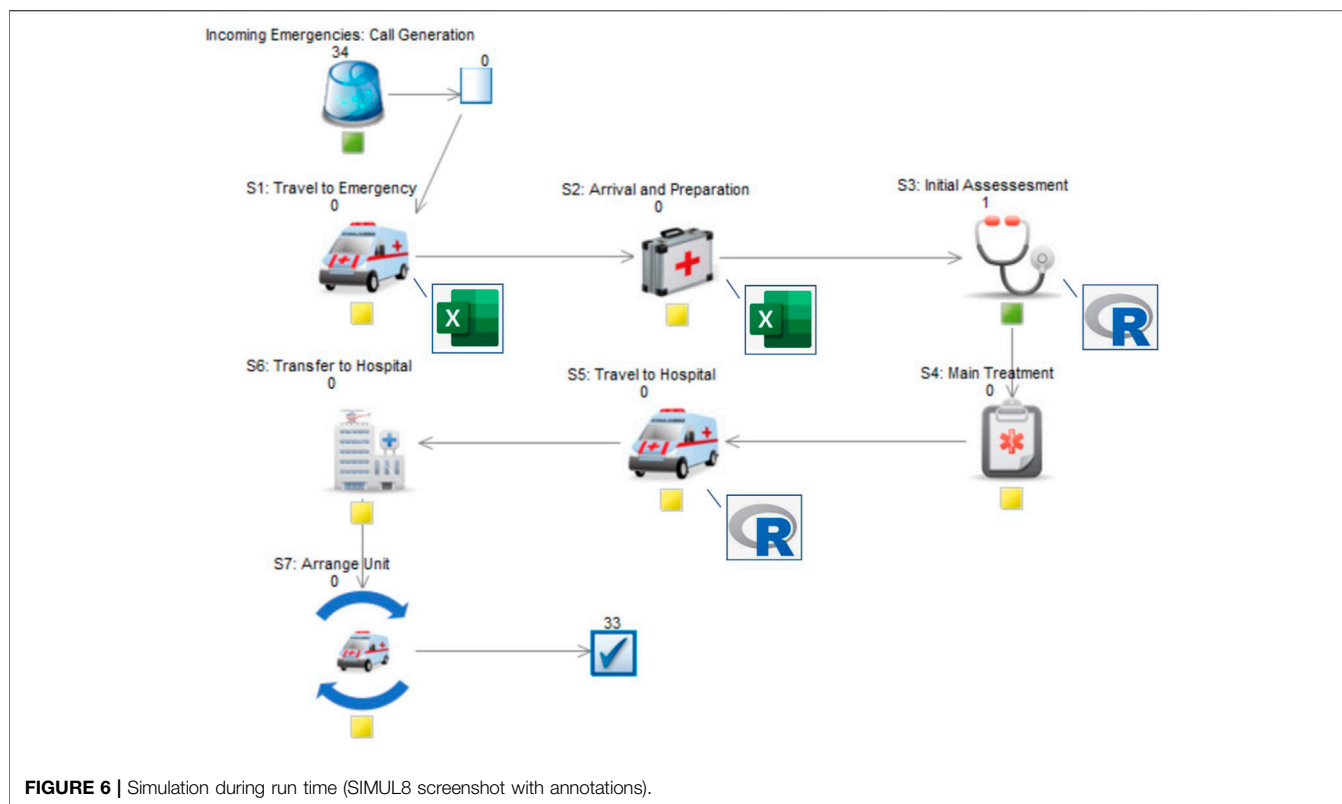 Incoming Emergencies: Call Generation
34
0
S1: Travel to Emergency
0
S2: Arrival and Preparation
0
S3: Initial Assessesment
1
X
X
R
S6: Transfer to Hospital
0
S5: Travel to Hospital
0
S4: Main Treatment
0
R
S7: Arrange Unit
0
33
FIGURE 6 | Simulation during run time (SIMUL8 screenshot with annotations).